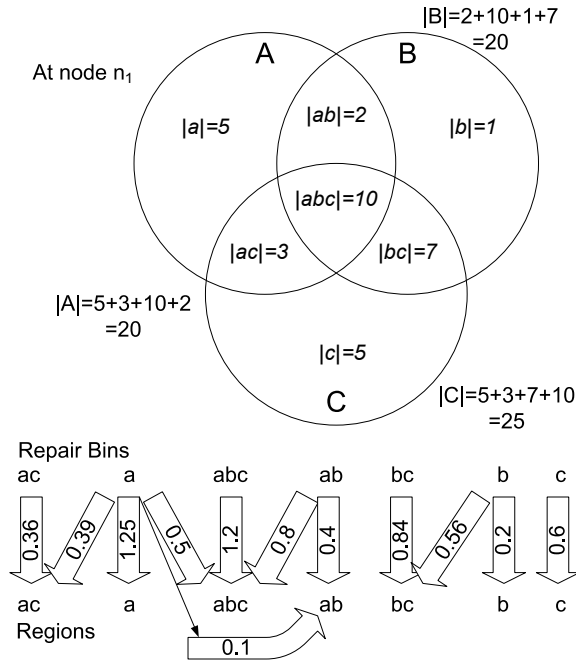 |B|=2+10+1+7
=20
A
B
At node n₁
|a|=5
|ab|=2
|b|=1
|abc|=10
|ac|=3
|bc|=7
|A|=5+3+10+2
=20
|c|=5
C
|C|=5+3+7+10
=25
Repair Bins
ac a abc ab bc b c
0.36 0.39 1.25 0.5 1.2 0.8 0.4 0.84 0.56 0.2 0.6
ac a abc ab bc b c
Regions
0.1